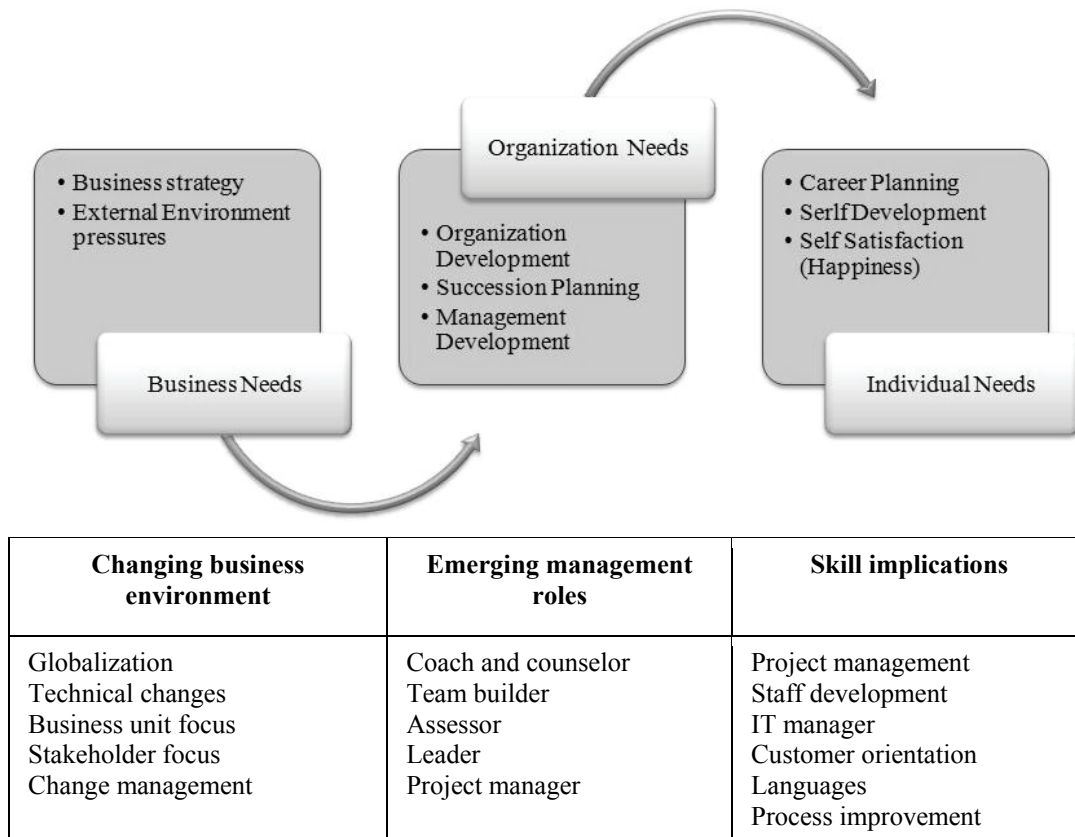 • Business strategy
• External Environment
pressures
Business Needs
Organization Needs
• Organization
Development
• Succession Planning
• Management
Development
• Career Planning
• Serlf Development
• Self Satisfaction
(Happiness)
Individual Needs
Changing business
environment
Emerging management
roles
Skill implications
Globalization
Technical changes
Business unit focus
Stakeholder focus
Change management
Coach and counselor
Team builder
Assessor
Leader
Project manager
Project management
Staff development
IT manager
Customer orientation
Languages
Process improvement